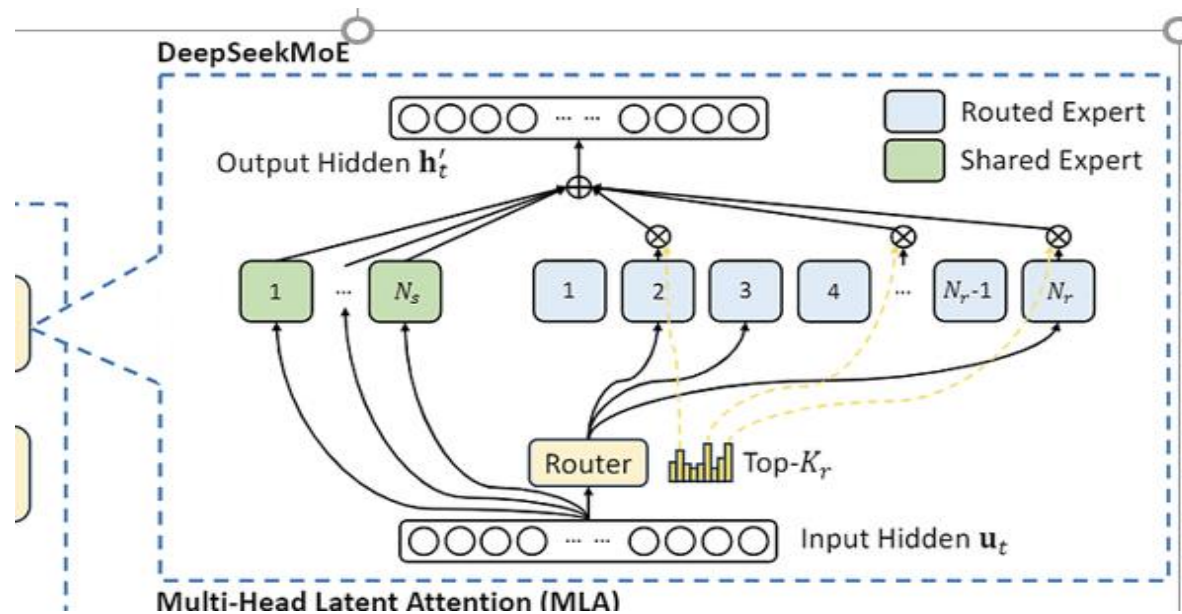 DeepSeekMoE
··· ···
Routed Expert
Output Hidden 𝐡′ₜ
Shared Expert
1 ··· Nₛ 1 2 3 4 ··· Nᵣ-1 Nᵣ
Router Top-Kᵣ
··· ···
Input Hidden 𝐮ₜ
Multi-Head Latent Attention (MLA)